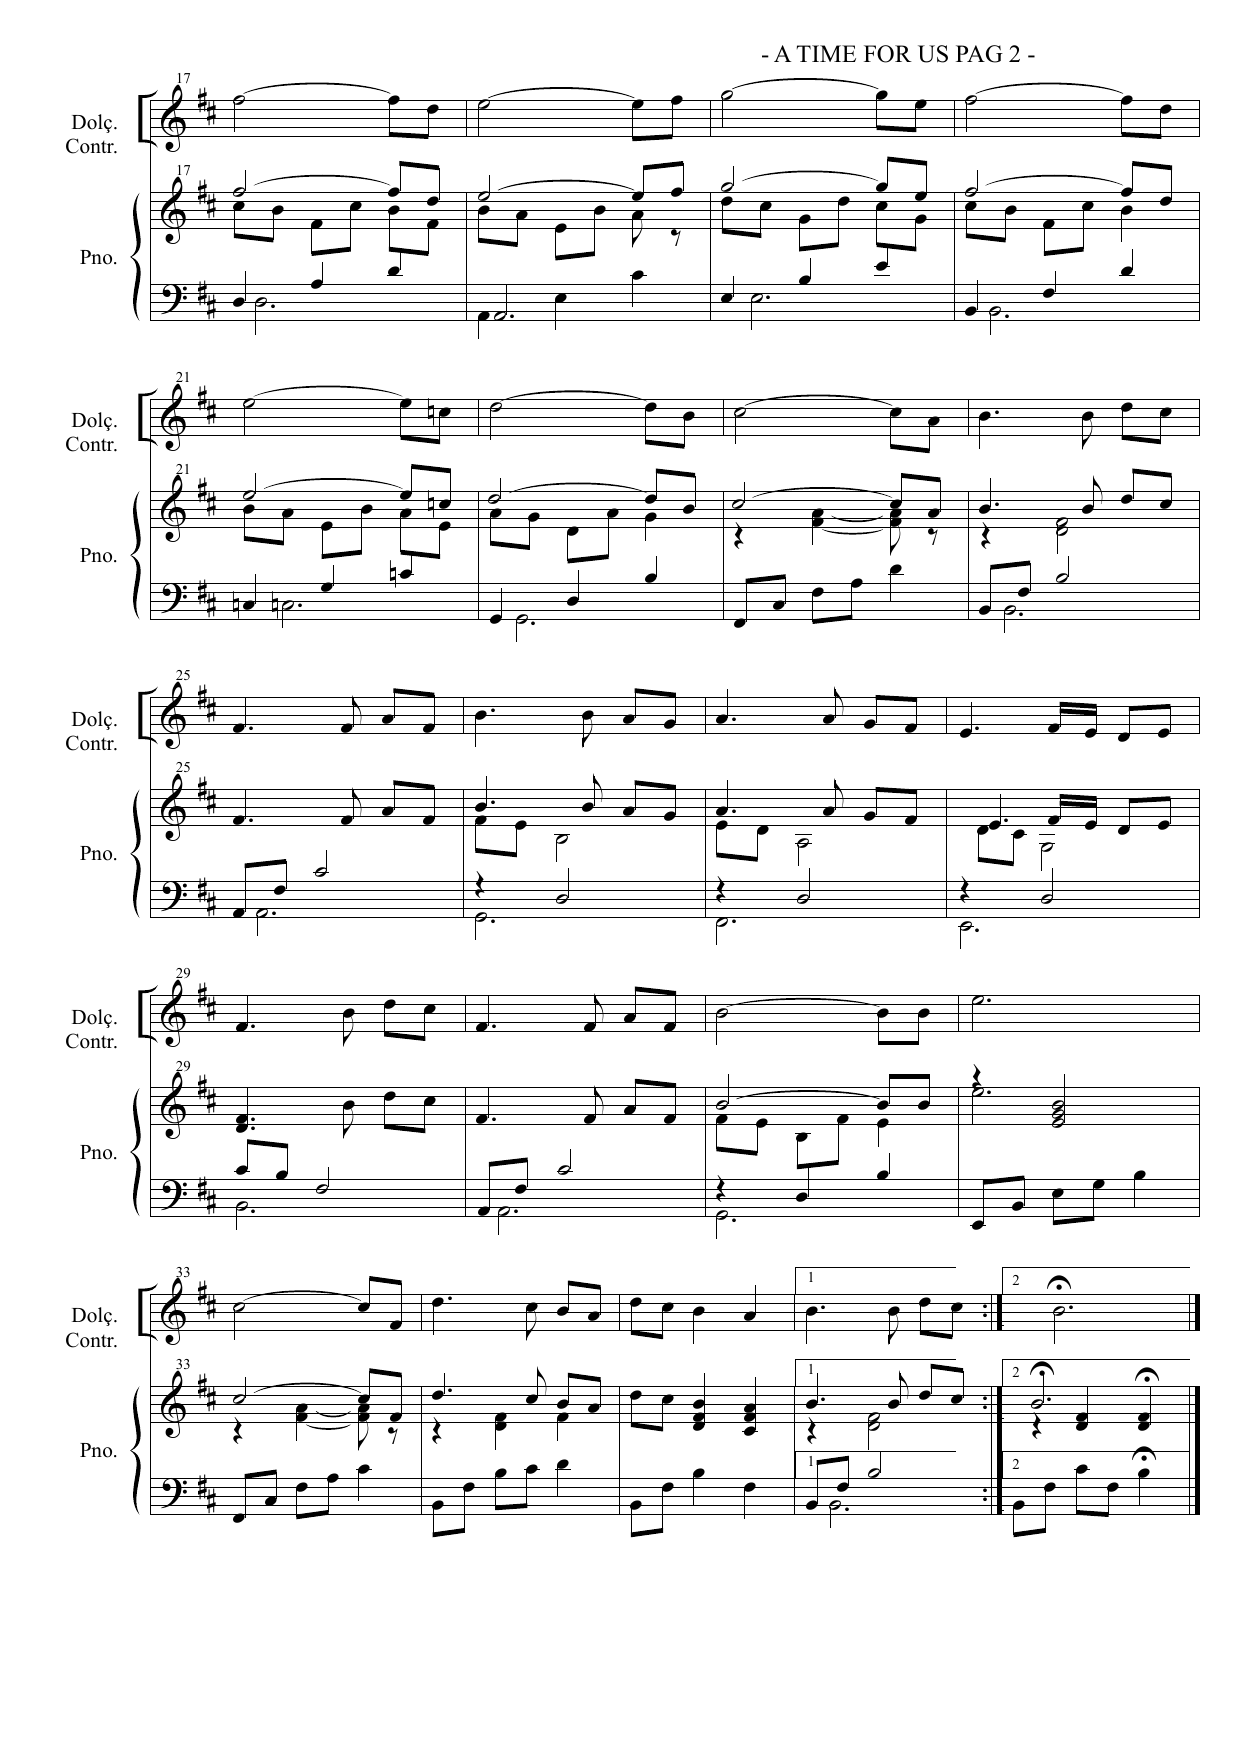 - A TIME FOR US PAG 2 -
17
Dolç.
Contr.
17
Pno.
21
Dolç.
Contr.
21
Pno.
25
Dolç.
Contr.
25
Pno.
29
Dolç.
Contr.
29
Pno.
33
1
2
Dolç.
Contr.
33
1
2
Pno.
1
2